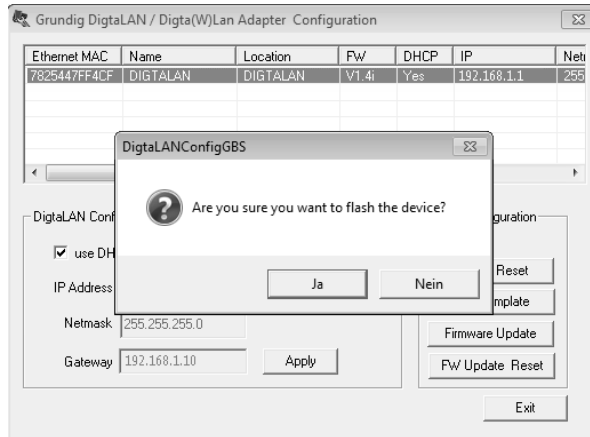 Grundig DigtaLAN / Digta(W)Lan Adapter Configuration
Ethernet MAC Name Location FW DHCP IP
7825447FF4CF DIGTALAN DIGTALAN V1.4i Yes 192.168.1.1 255
DigtaLANConfigGBS
Are you sure you want to flash the device?
Ja Nein
DigtaLAN Conf guration
use DH
Reset
IP Address
mplate
Netmask 255.255.255.0
Firmware Update
Gateway 192.168.1.10 Apply
FW Update Reset
Exit